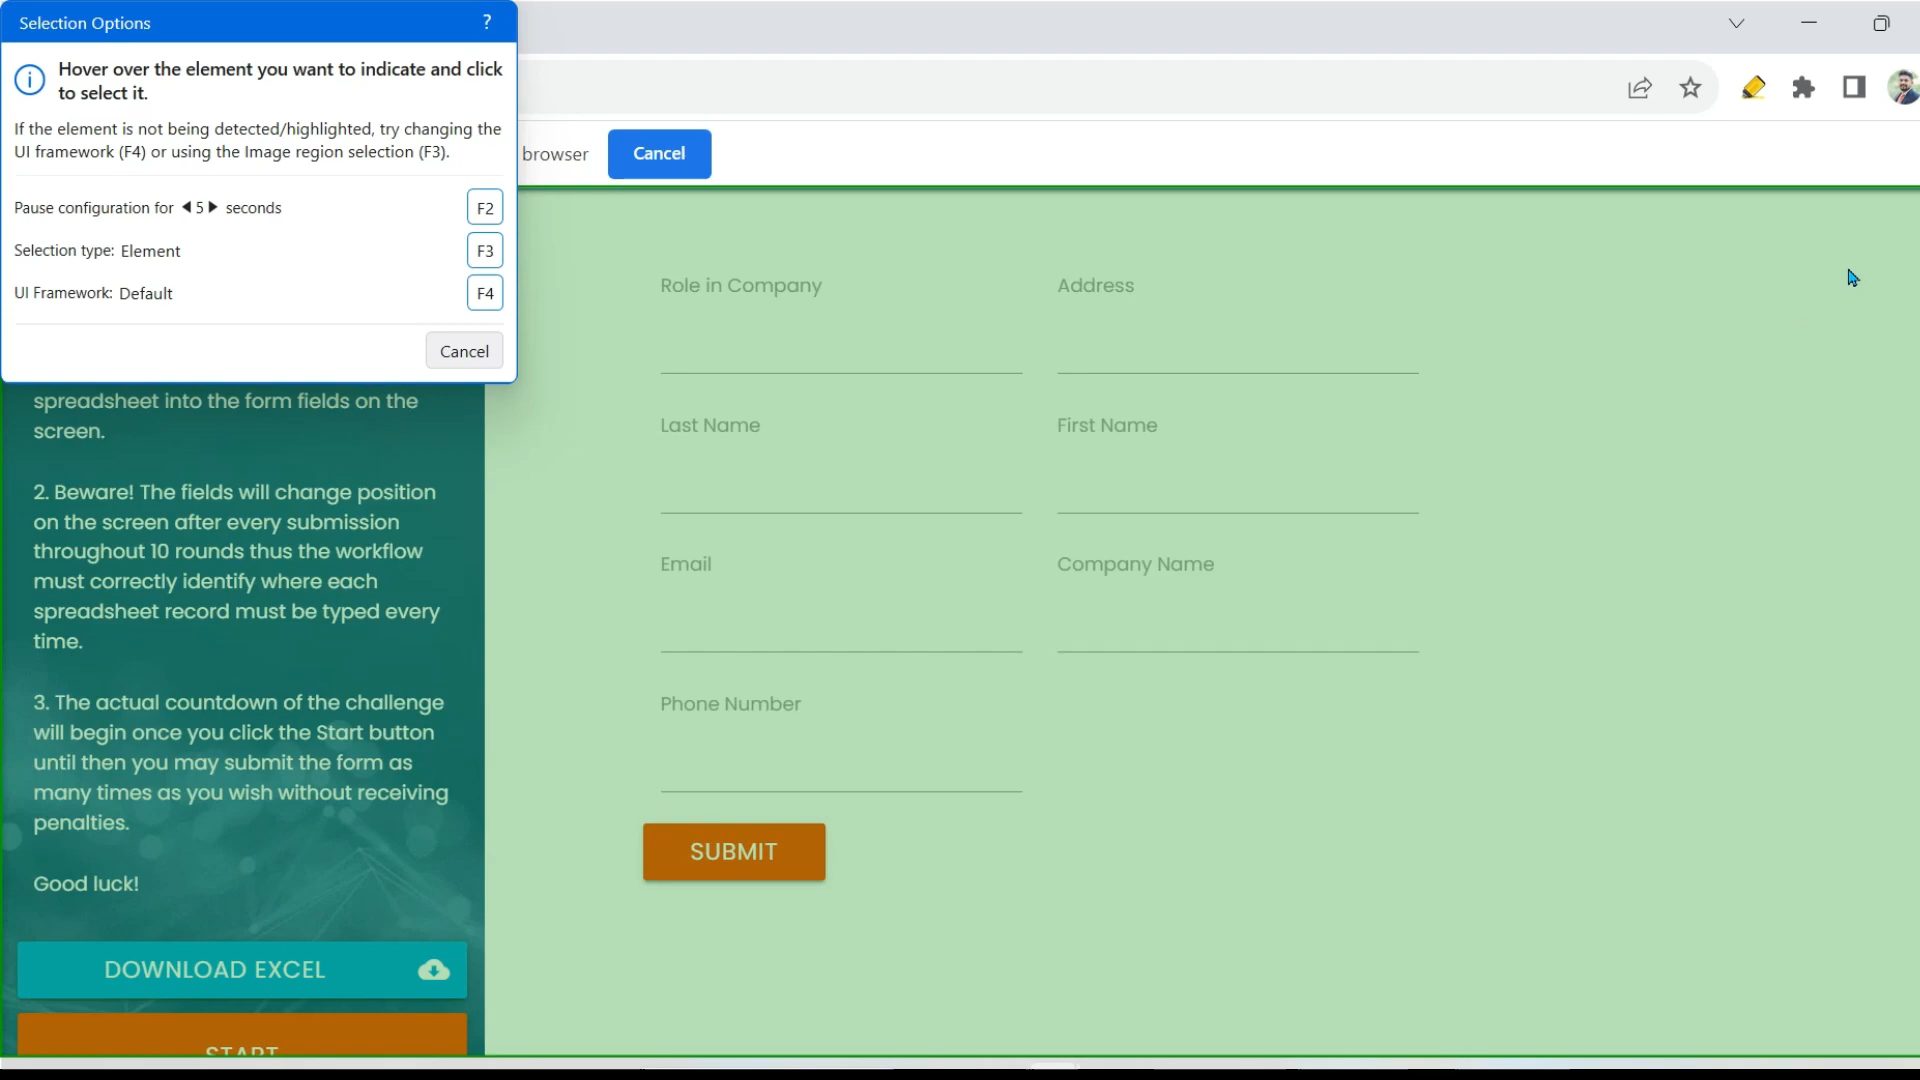 Selection Options ?
Hover over the element you want to indicate and click
to select it.
If the element is not being detected/highlighted, try changing the
UI framework (F4) or using the Image region selection (F3).
Pause configuration for 5 seconds F2
Selection type: Element F3
UI Framework: Default F4
Cancel
browser Cancel
spreadsheet into the form fields on the
screen.
2. Beware! The fields will change position
on the screen after every submission
throughout 10 rounds thus the workflow
must correctly identify where each
spreadsheet record must be typed every
time.
3. The actual countdown of the challenge
will begin once you click the Start button
until then you may submit the form as
many times as you wish without receiving
penalties.
Good luck!
DOWNLOAD EXCEL
START
Role in Company Address
Last Name First Name
Email Company Name
Phone Number
SUBMIT